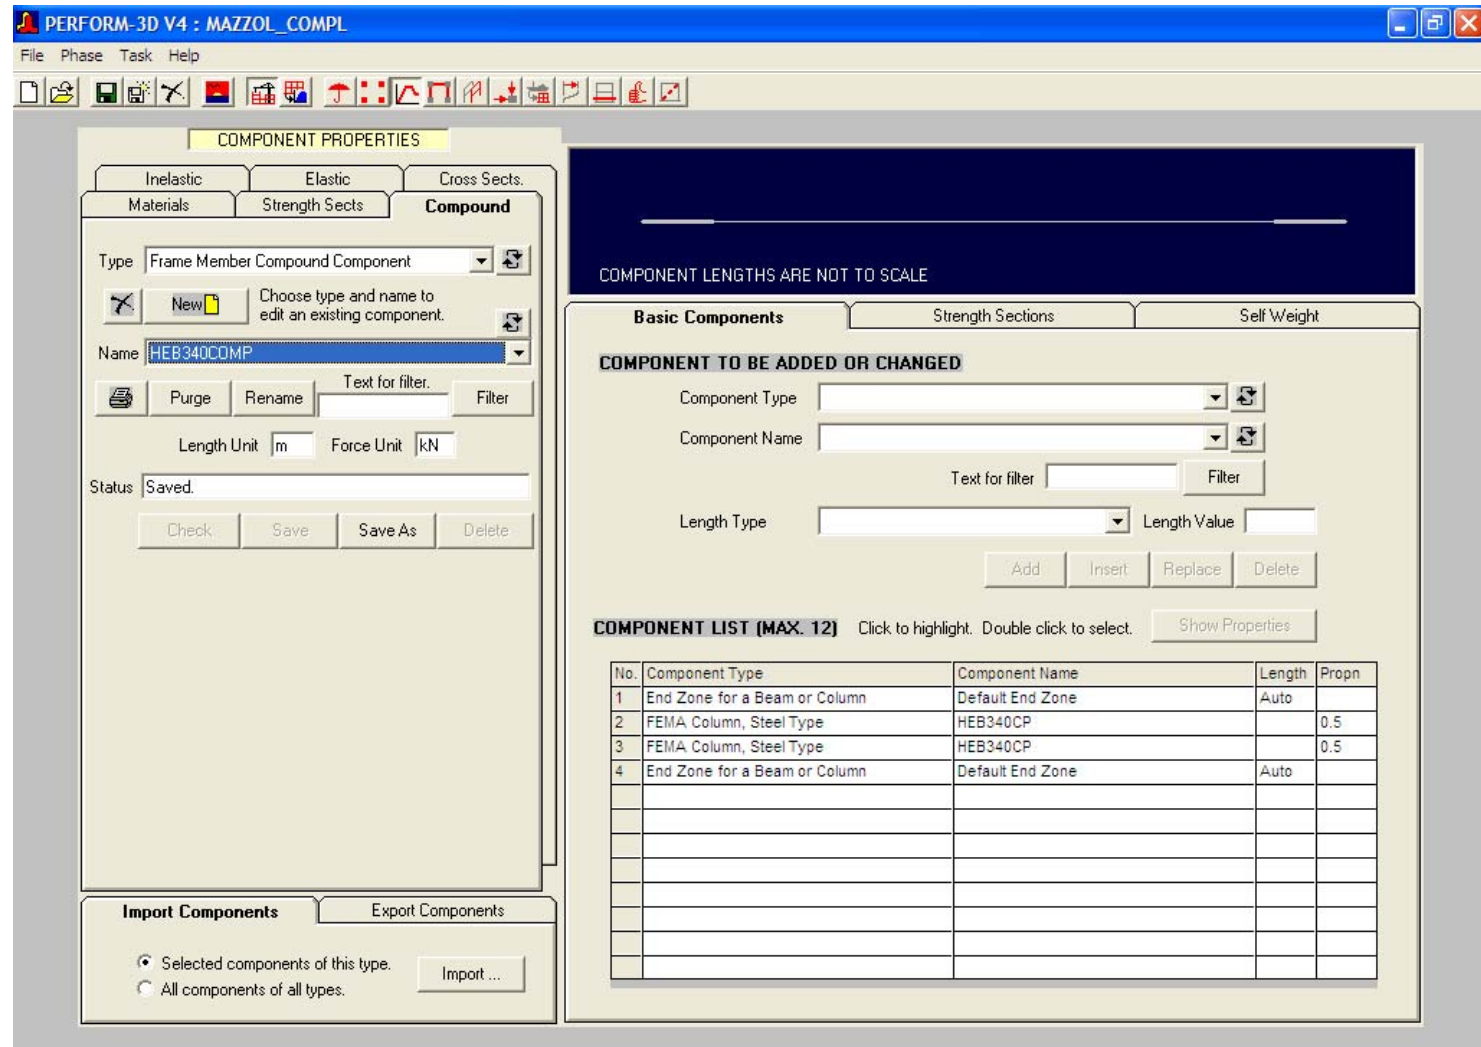 PERFORM-3D V4 : MAZZOL_COMPL
File Phase Task Help
COMPONENT PROPERTIES
Inelastic Elastic Cross Sects.
Materials Strength Sects Compound
Type Frame Member Compound Component
New
Choose type and name to
edit an existing component.
Name HEB340COMP
Text for filter.
Purge Rename Filter
Length Unit m Force Unit kN
Status Saved.
Check Save Save As Delete
Import Components Export Components
Selected components of this type.
All components of all types.
Import ...
COMPONENT LENGTHS ARE NOT TO SCALE
Basic Components Strength Sections Self Weight
COMPONENT TO BE ADDED OR CHANGED
Component Type
Component Name
Text for filter Filter
Length Type Length Value
Add Insert Replace Delete
COMPONENT LIST (MAX. 12) Click to highlight. Double click to select. Show Properties
No. Component Type Component Name Length Propn
1 End Zone for a Beam or Column Default End Zone Auto
2 FEMA Column, Steel Type HEB340CP 0.5
3 FEMA Column, Steel Type HEB340CP 0.5
4 End Zone for a Beam or Column Default End Zone Auto